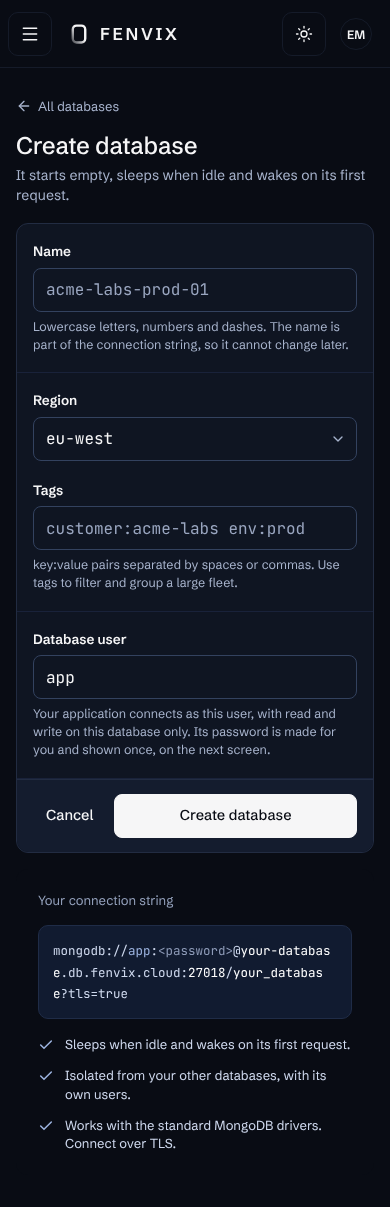 FENVIX
EM
All databases
Create database
It starts empty, sleeps when idle and wakes on its first
request.
Name
acme-labs-prod-01
Lowercase letters, numbers and dashes. The name is
part of the connection string, so it cannot change later.
Region
eu-west
Tags
customer:acme-labs env:prod
key:value pairs separated by spaces or commas. Use
tags to filter and group a large fleet.
Database user
app
Your application connects as this user, with read and
write on this database only. Its password is made for
you and shown once, on the next screen.
Cancel
Create database
Your connection string
mongodb://app:<password>@your-databas
e.db.fenvix.cloud:27018/your_databas
e?tls=true
Sleeps when idle and wakes on its first request.
Isolated from your other databases, with its
own users.
Works with the standard MongoDB drivers.
Connect over TLS.